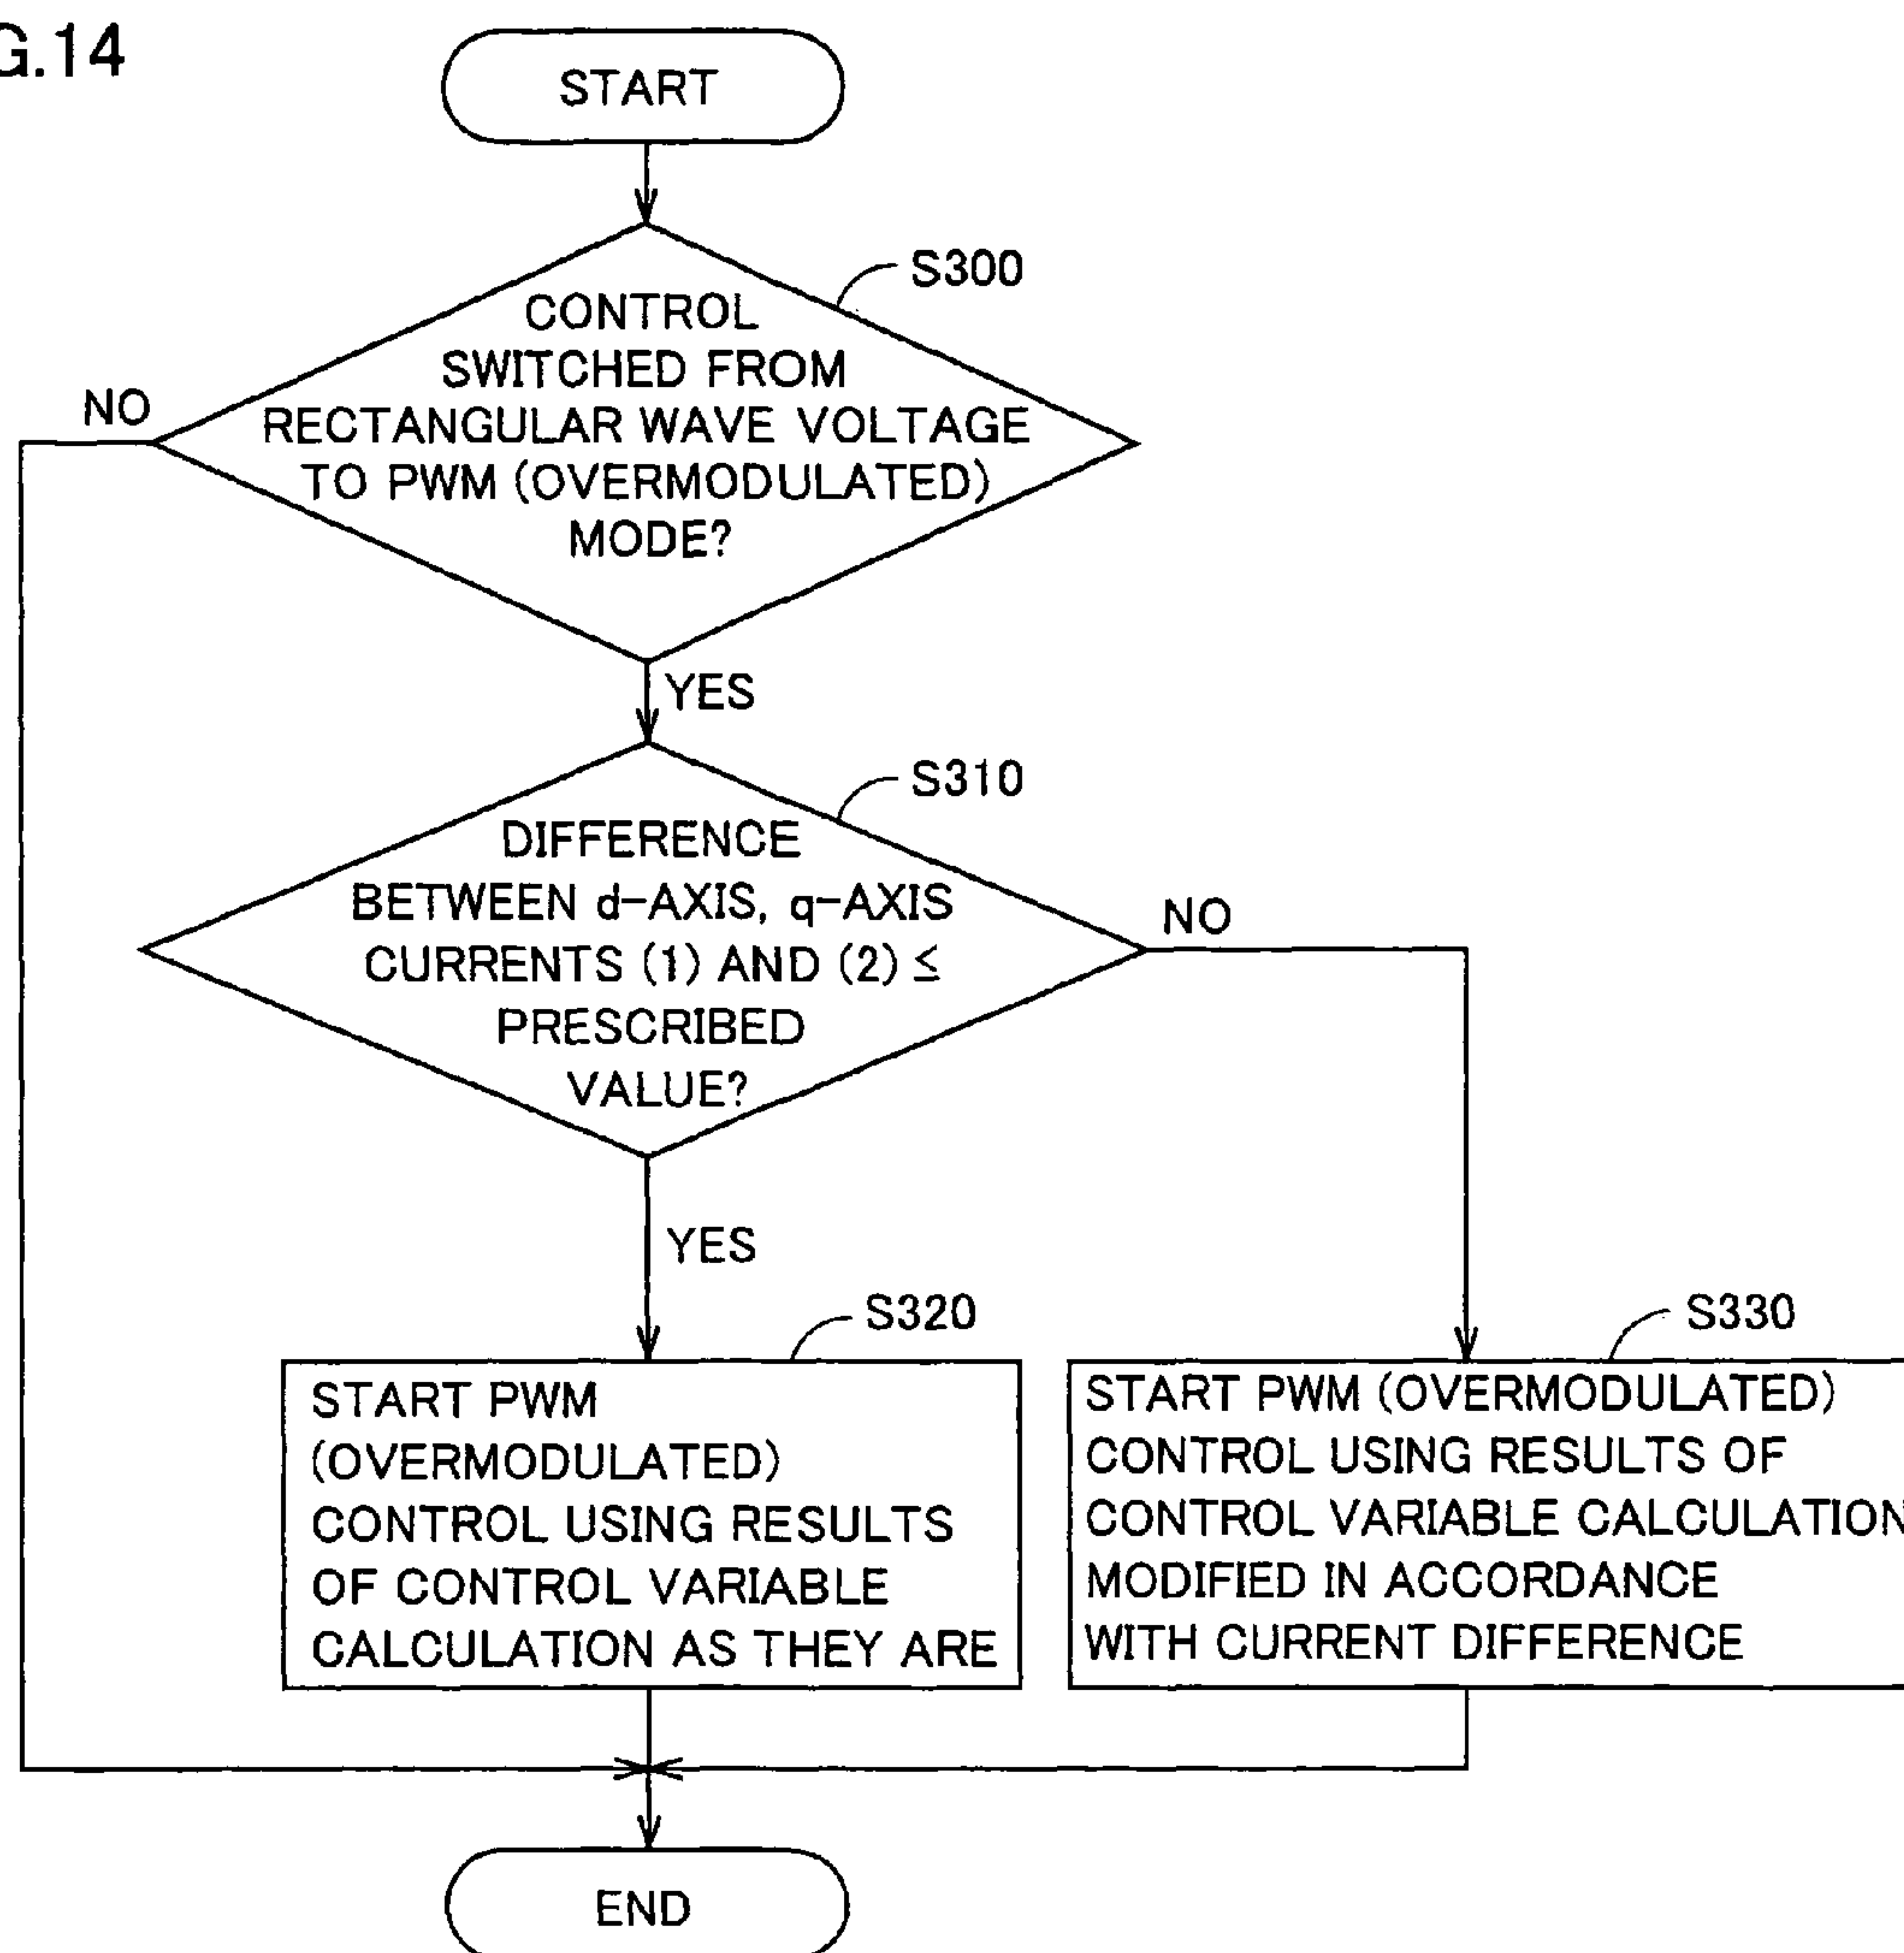 G.14
START
S300
CONTROL
SWITCHED FROM
RECTANGULAR WAVE VOLTAGE
TO PWM (OVERMODULATED)
MODE?
NO
YES
S310
DIFFERENCE
BETWEEN d-AXIS, q-AXIS
CURRENTS (1) AND (2) ≤
PRESCRIBED
VALUE?
NO
YES
S320
START PWM
(OVERMODULATED)
CONTROL USING RESULTS
OF CONTROL VARIABLE
CALCULATION AS THEY ARE
S330
START PWM (OVERMODULATED)
CONTROL USING RESULTS OF
CONTROL VARIABLE CALCULATION
MODIFIED IN ACCORDANCE
WITH CURRENT DIFFERENCE
END